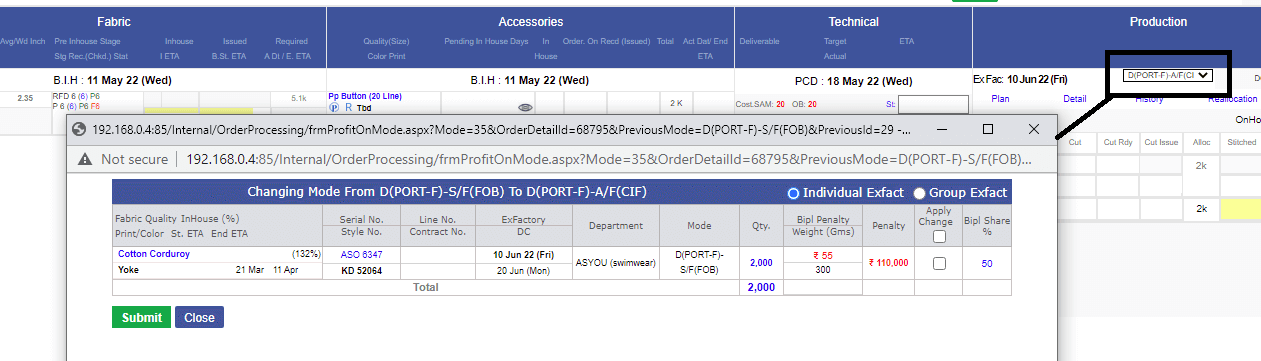 Fabric
Accessories
Technical
Production
Avg/Wd Inch Pre Inhouse Stage Inhouse Issued Required
Stg Rec.(Chkd.) Stat I ETA B.St. ETA A Dt / E. ETA
Quality(Size) Pending In House Days In Order. On Recd (Issued) Total Act Dat/ End
Color Print House ETA
Deliverable Target ETA
Actual
B.I.H : 11 May 22 (Wed)
B.I.H : 11 May 22 (Wed)
PCD : 18 May 22 (Wed)
Ex Fac: 10 Jun 22 (Fri) D(PORT-F)-A/F(CI
2.35 RFD 6 (6) P6 5.1k
P 6 (6) P6 F6
Pp Button (20 Line)
P R Tbd 2 K
Cost.SAM: 20 OB: 20 St:
Plan Detail History Reallocation
OnHo
Cut Cut Rdy Cut Issue Alloc Stitched
2k
2k
192.168.0.4:85/Internal/OrderProcessing/frmProfitOnMode.aspx?Mode=35&OrderDetailId=68795&PreviousMode=D(PORT-F)-S/F(FOB)&PreviousId=29 -...
Not secure 192.168.0.4:85/Internal/OrderProcessing/frmProfitOnMode.aspx?Mode=35&OrderDetailId=68795&PreviousMode=D(PORT-F)-S/F(FOB)...
Changing Mode From D(PORT-F)-S/F(FOB) To D(PORT-F)-A/F(CIF) Individual Exfact Group Exfact
Fabric Quality InHouse (%)
Print/Color St. ETA End ETA
Serial No.
Style No.
Line No.
Contract No.
ExFactory
DC
Department
Mode
Qty.
Bipl Penalty
Weight (Gms)
Penalty
Apply
Change
Bipl Share
%
Cotton Corduroy (132%)
Yoke 21 Mar 11 Apr
ASO 6347
KD 52064
10 Jun 22 (Fri)
20 Jun (Mon)
ASYOU (swimwear)
D(PORT-F)-
S/F(FOB)
2,000
₹ 55
300
₹ 110,000
50
Total 2,000
Submit Close